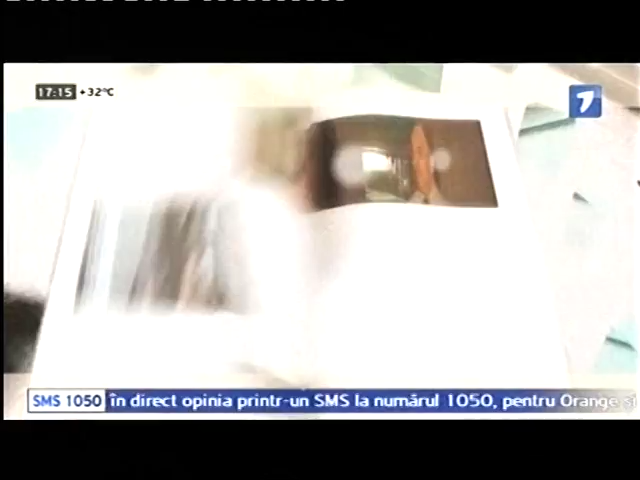 17:15 +32°C
7
SMS 1050 în direct opinia printr-un SMS la numărul 1050, pentru Orange și